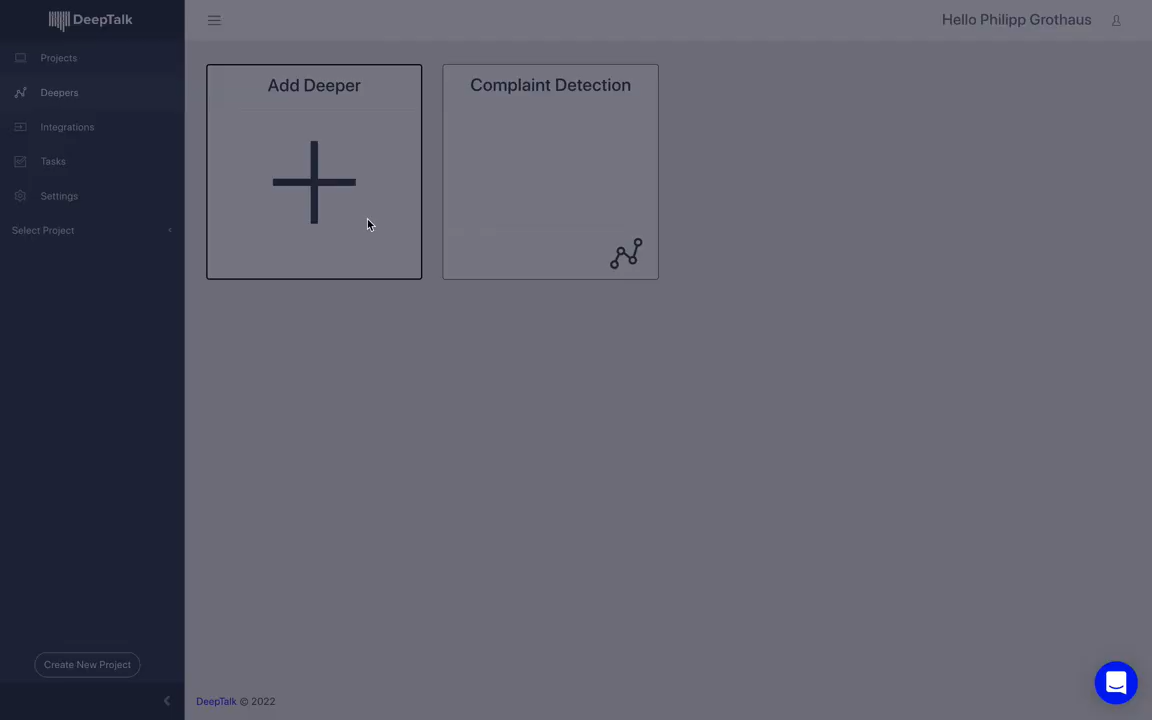 DeepTalk
Hello Philipp Grothaus
Projects
Deepers
Integrations
Tasks
Settings
Select Project
Add Deeper
Complaint Detection
Create New Project
DeepTalk © 2022